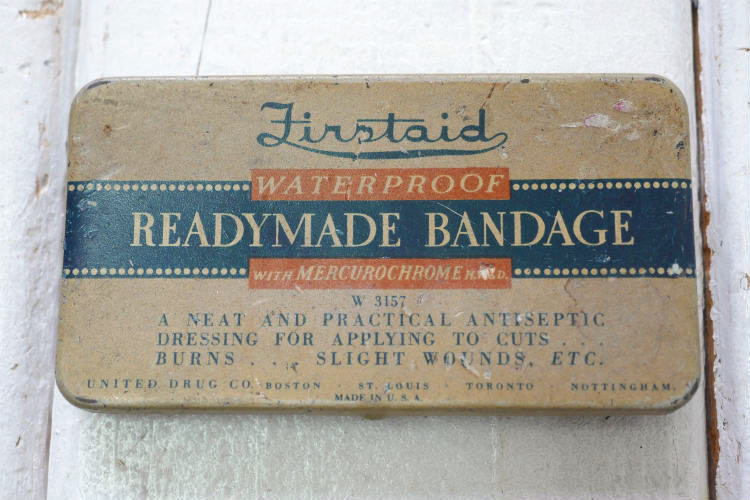 Firstaid
WATERPROOF
READYMADE BANDAGE
WITH MERCUROCHROME H.W.D.
W 3157
A NEAT AND PRACTICAL ANTISEPTIC
DRESSING FOR APPLYING TO CUTS . . .
BURNS . . . SLIGHT WOUNDS, ETC.
UNITED DRUG CO. BOSTON · ST. LOUIS · TORONTO · NOTTINGHAM.
MADE IN U. S. A.